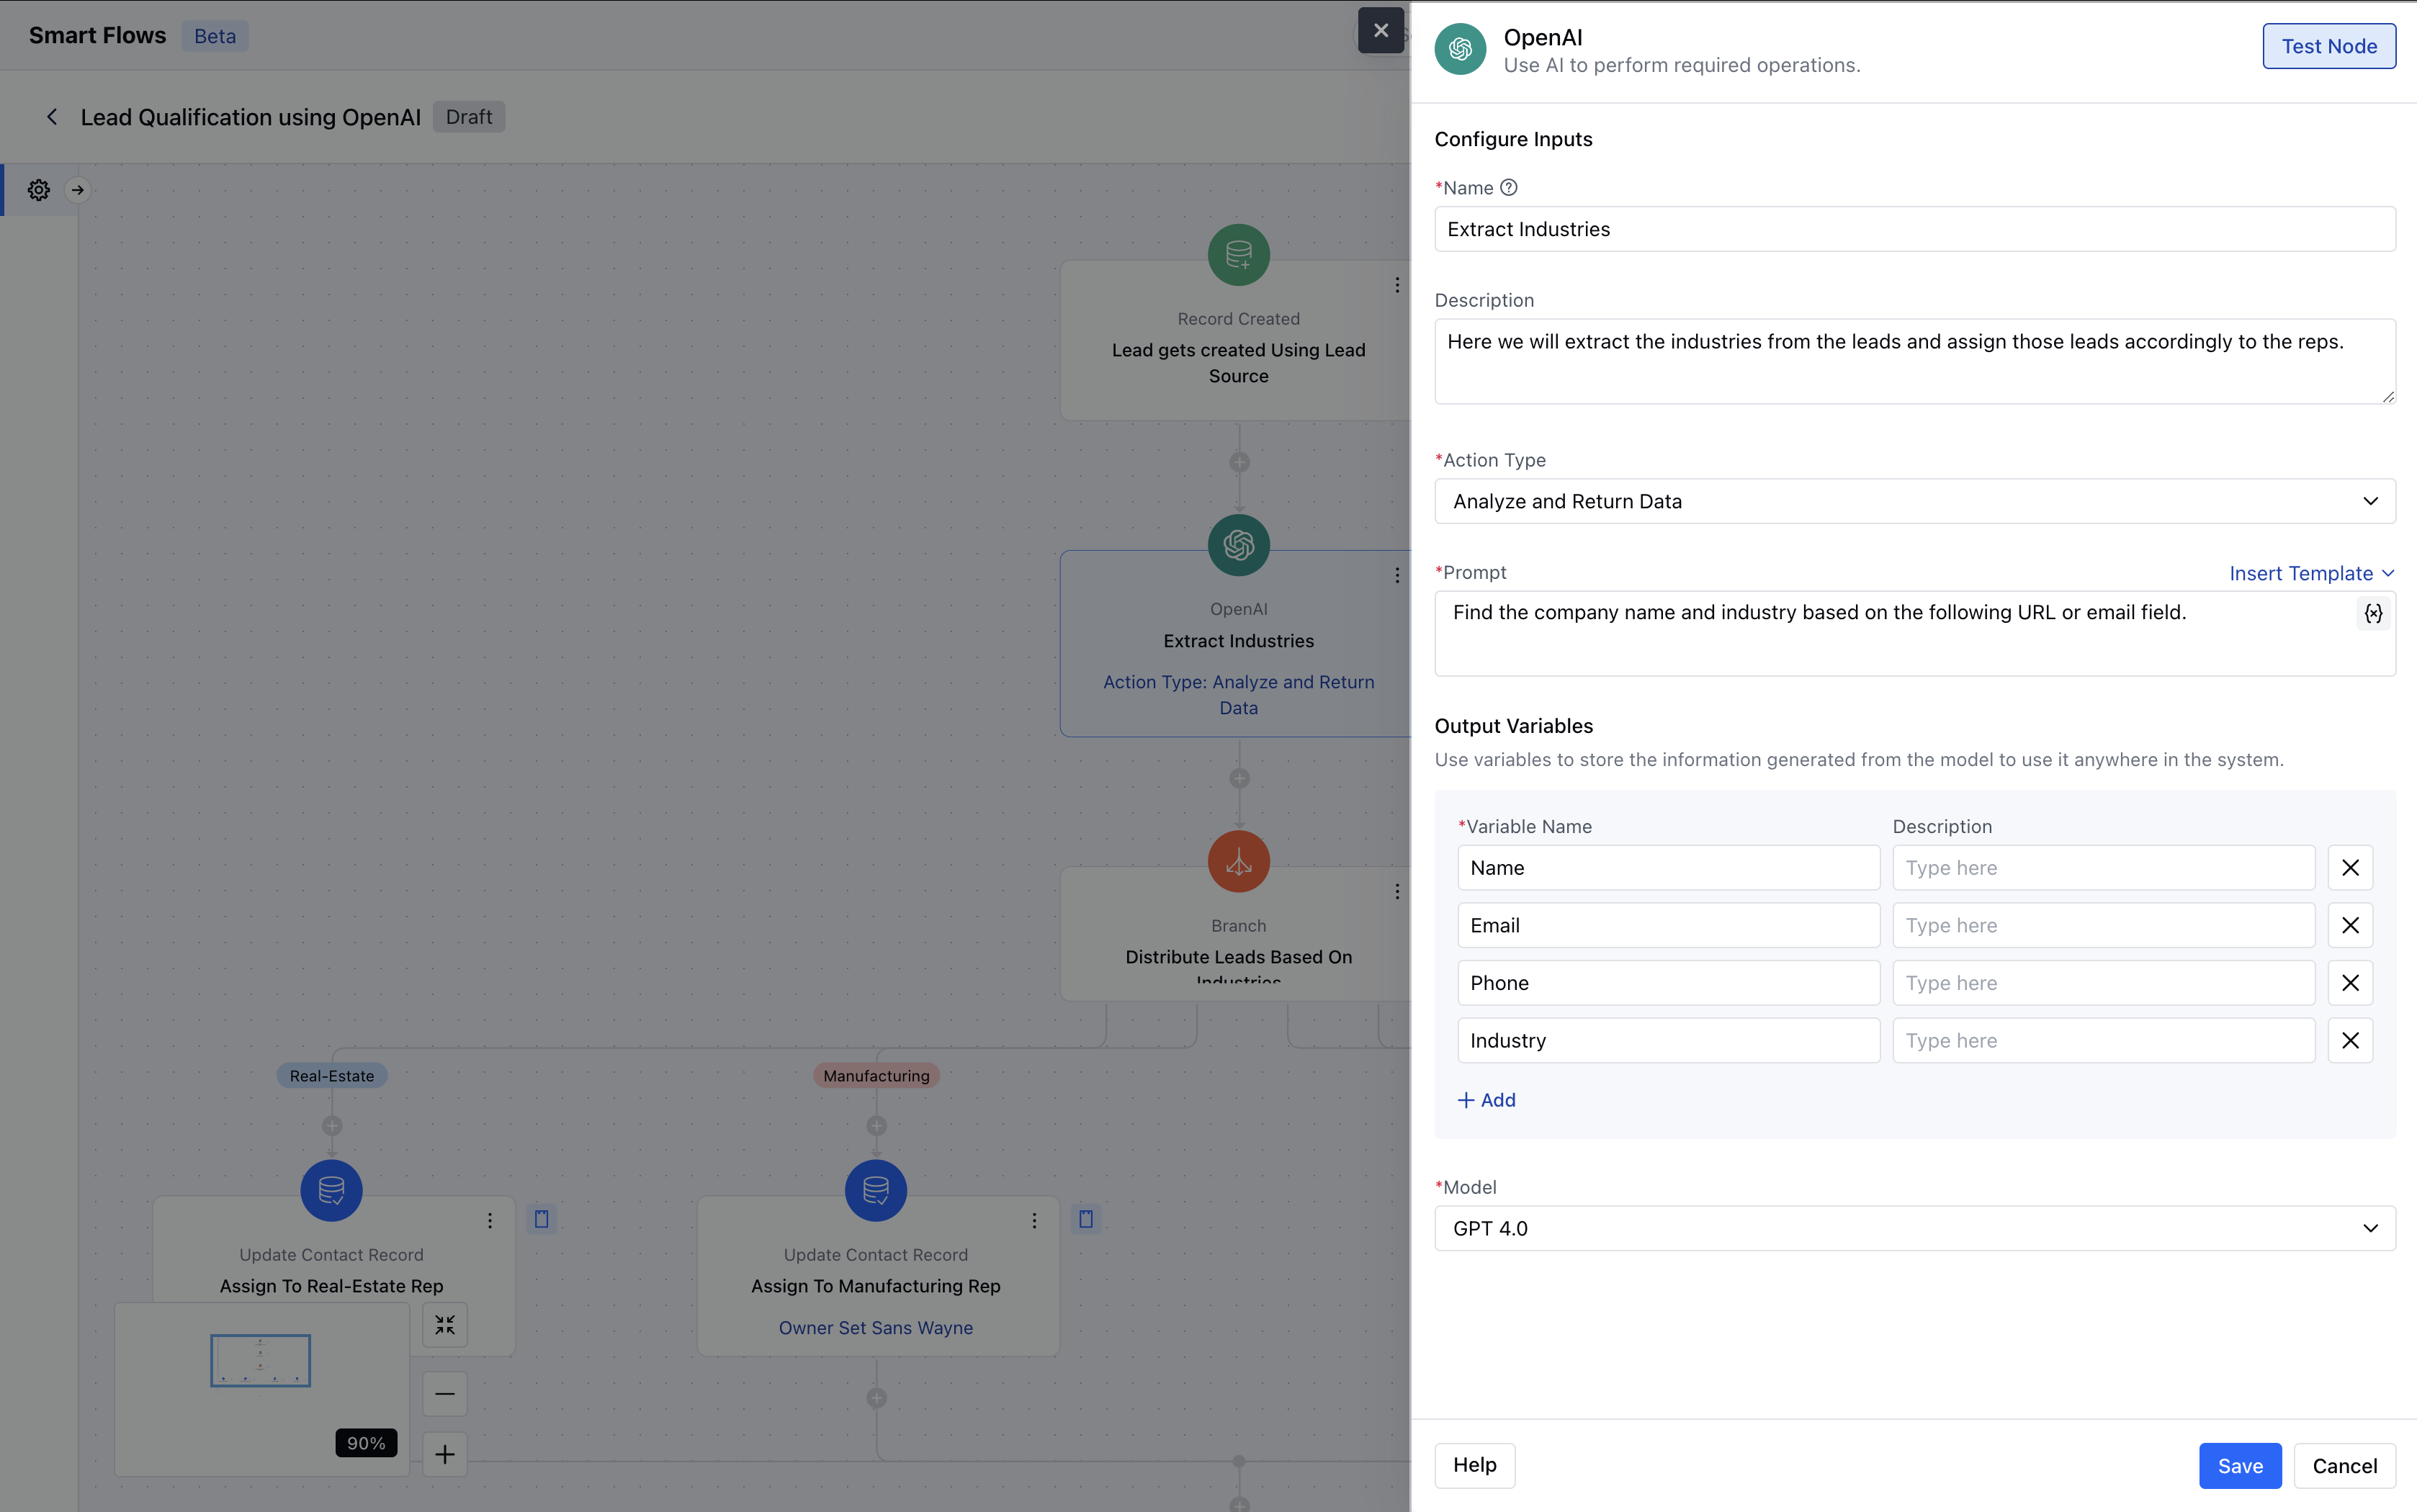 Smart Flows
Beta
Lead Qualification using OpenAI
Draft
Record Created
Lead gets created Using Lead
Source
OpenAI
Extract Industries
Action Type: Analyze and Return
Data
Branch
Distribute Leads Based On
Industries
Real-Estate
Manufacturing
Update Contact Record
Assign To Real-Estate Rep
Update Contact Record
Assign To Manufacturing Rep
Owner Set Sans Wayne
90%
OpenAI
Use AI to perform required operations.
Test Node
Configure Inputs
*Name
Extract Industries
Description
Here we will extract the industries from the leads and assign those leads accordingly to the reps.
*Action Type
Analyze and Return Data
*Prompt
Insert Template
Find the company name and industry based on the following URL or email field.
{x}
Output Variables
Use variables to store the information generated from the model to use it anywhere in the system.
*Variable Name
Description
Name
Type here
Email
Type here
Phone
Type here
Industry
Type here
+ Add
*Model
GPT 4.0
Help
Save
Cancel